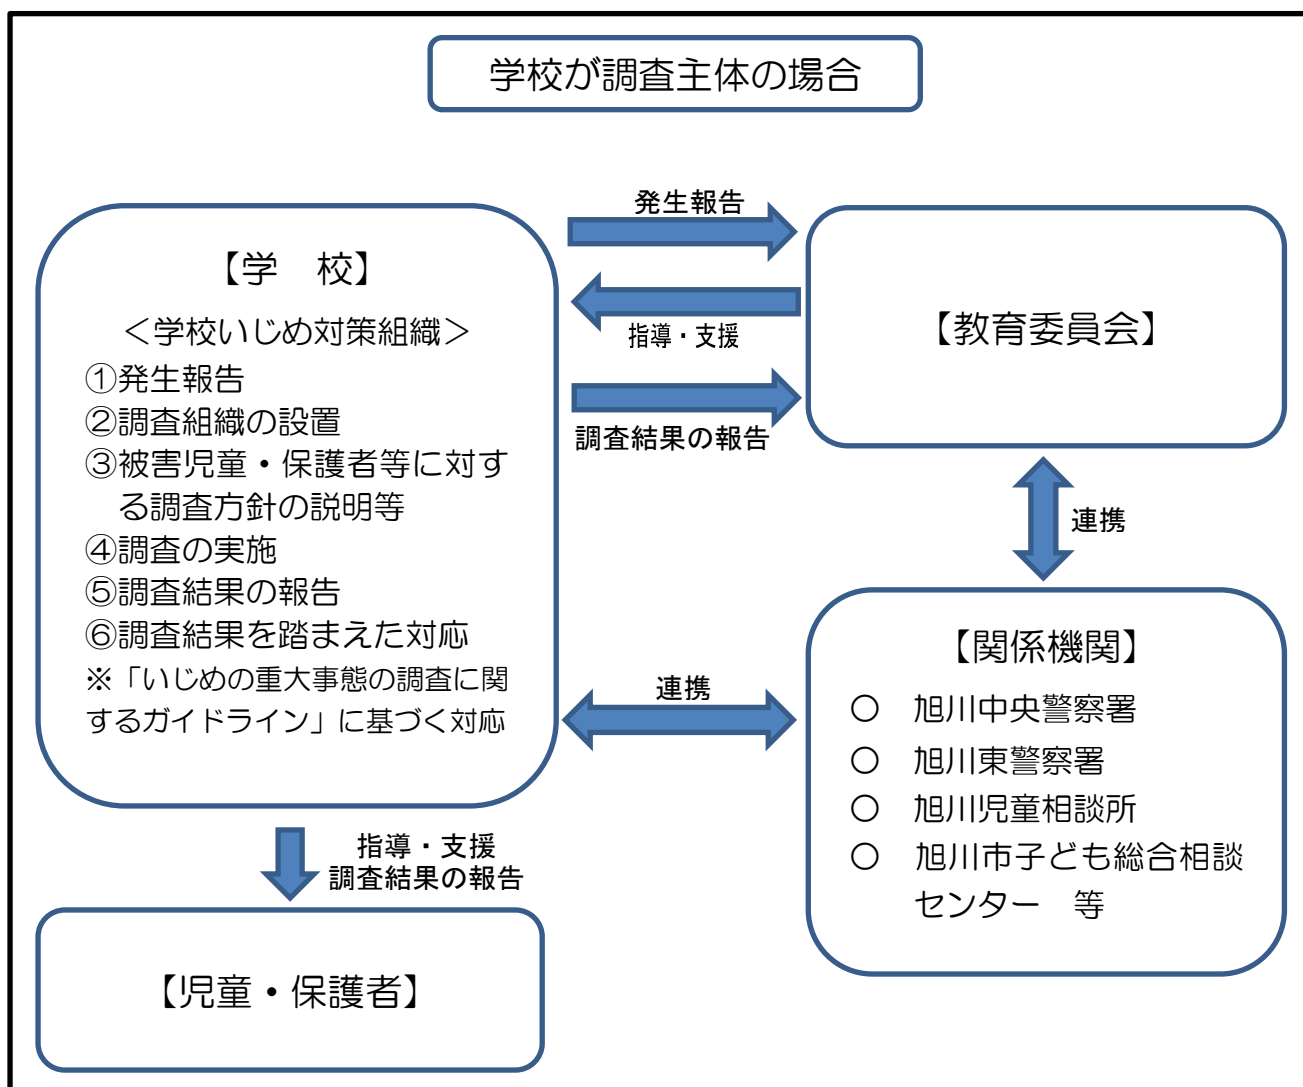 学校が調査主体の場合
【学　校】
＜学校いじめ対策組織＞
①発生報告
②調査組織の設置
③被害児童・保護者等に対す
る調査方針の説明等
④調査の実施
⑤調査結果の報告
⑥調査結果を踏まえた対応
※「いじめの重大事態の調査に関
するガイドライン」に基づく対応
発生報告
指導・支援
調査結果の報告
【教育委員会】
連携
連携
【関係機関】
○　旭川中央警察署
○　旭川東警察署
○　旭川児童相談所
○　旭川市子ども総合相談
センター　等
指導・支援
調査結果の報告
【児童・保護者】